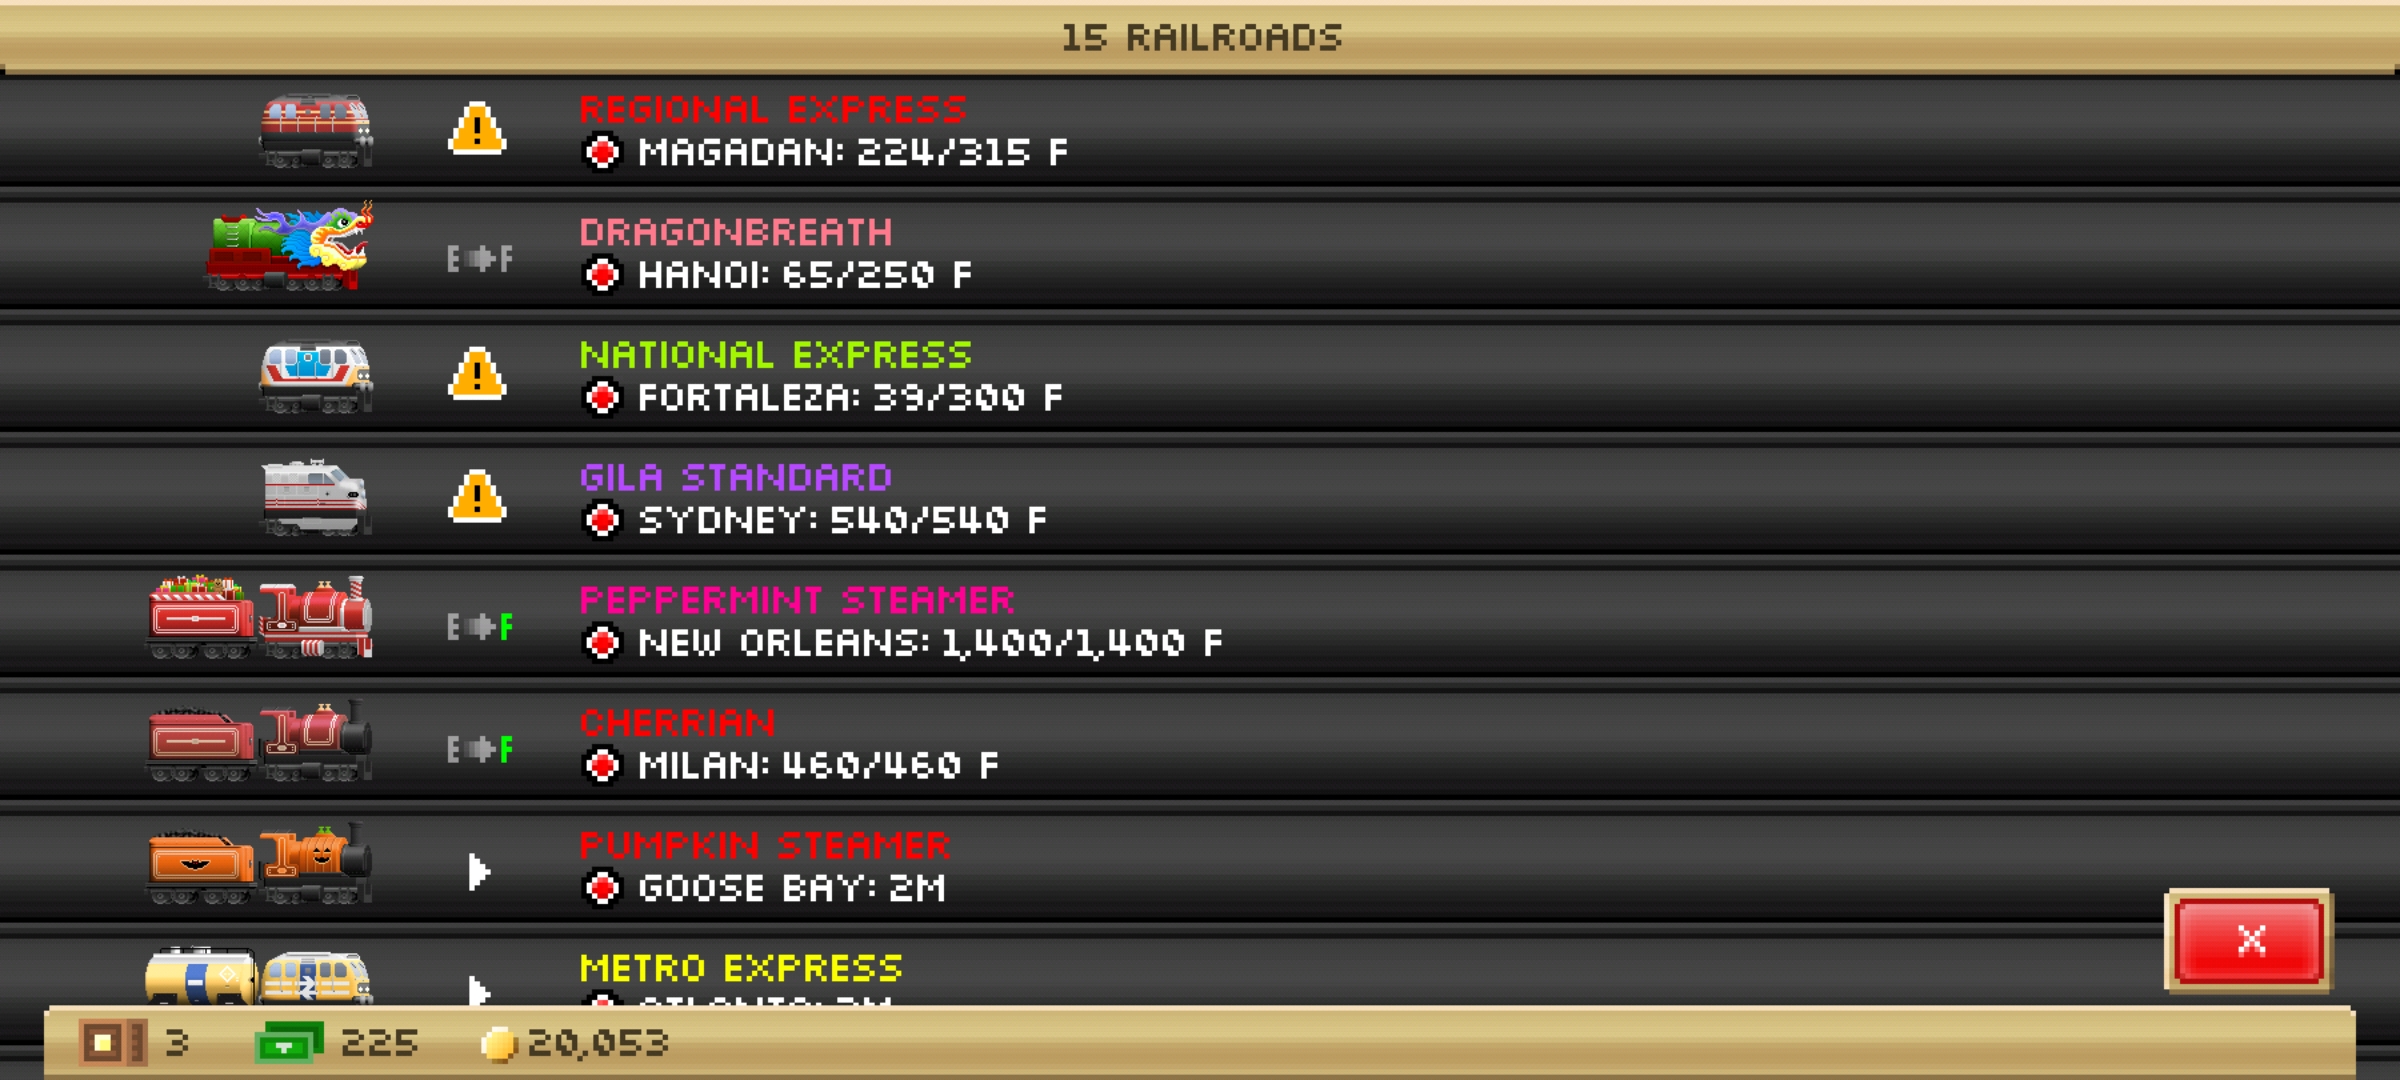 15 RAILROADS
REGIONAL EXPRESS
MAGADAN: 224/315 F
E F
DRAGONBREATH
HANOI: 65/250 F
NATIONAL EXPRESS
FORTALEZA: 39/300 F
GILA STANDARD
SYDNEY: 540/540 F
E F
PEPPERMINT STEAMER
NEW ORLEANS: 1,400/1,400 F
E F
CHERRIAN
MILAN: 460/460 F
PUMPKIN STEAMER
GOOSE BAY: 2M
METRO EXPRESS
X
3 225 20,053